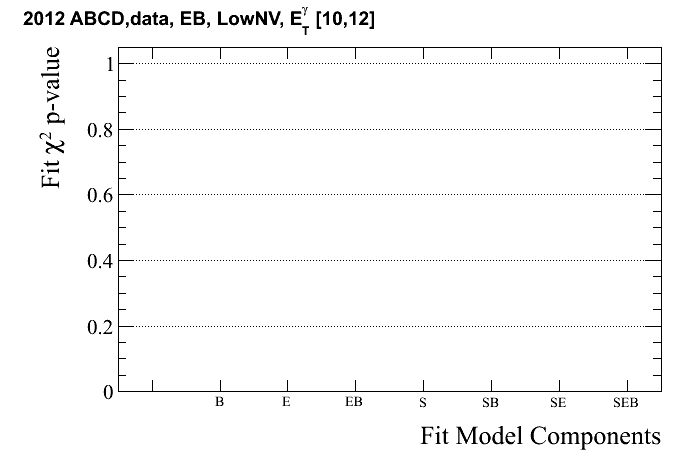 2012 ABCD,data, EB, LowNV, E_T^γ [10,12]
Fit χ² p-value
1
0.8
0.6
0.4
0.2
0
B E EB S SB SE SEB
Fit Model Components